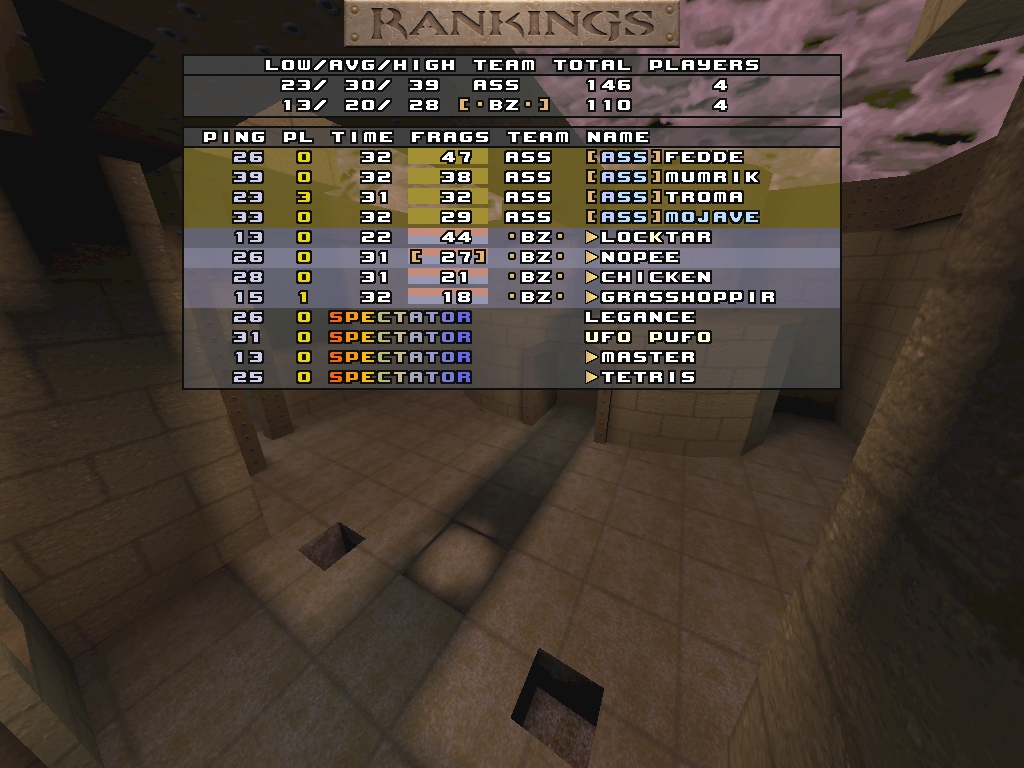 RANKINGS
LOW/AVG/HIGH TEAM TOTAL PLAYERS
23/ 30/ 39 ASS 146 4
13/ 20/ 28 [·BZ·] 110 4
PING PL TIME FRAGS TEAM NAME
26 0 32 47 ASS [ASS]FEDDE
39 0 32 38 ASS [ASS]MUMRIK
23 3 31 32 ASS [ASS]TROMA
33 0 32 29 ASS [ASS]MOJAVE
13 0 22 44 ·BZ· ►LOCKTAR
26 0 31 [ 27] ·BZ· ►NOPEE
28 0 31 21 ·BZ· ►CHICKEN
15 1 32 18 ·BZ· ►GRASSHOPPIR
26 0 SPECTATOR LEGANCE
31 0 SPECTATOR UFO PUFO
13 0 SPECTATOR ►MASTER
25 0 SPECTATOR ►TETRIS